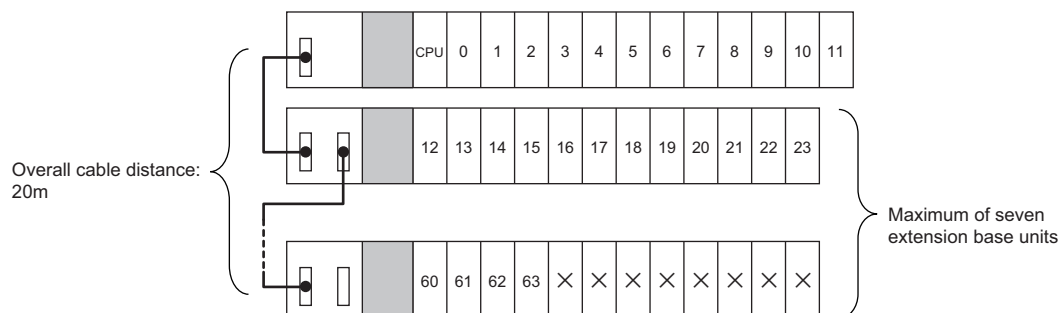 CPU 0 1 2 3 4 5 6 7 8 9 10 11
12 13 14 15 16 17 18 19 20 21 22 23
Overall cable distance:
20m
Maximum of seven
extension base units
60 61 62 63